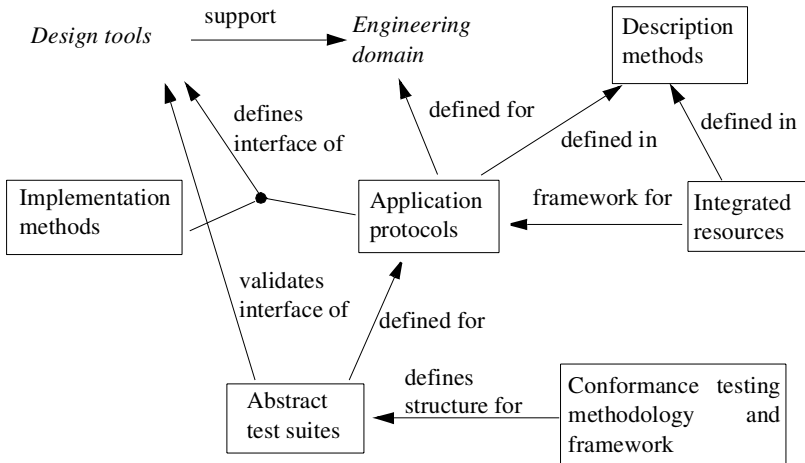 Design tools
support
Engineering
domain
Description
methods
defines
interface of
defined for
defined in
defined in
Implementation
methods
Application
protocols
framework for
Integrated
resources
validates
interface of
defined for
Abstract
test suites
defines
structure for
Conformance testing
methodology and
framework